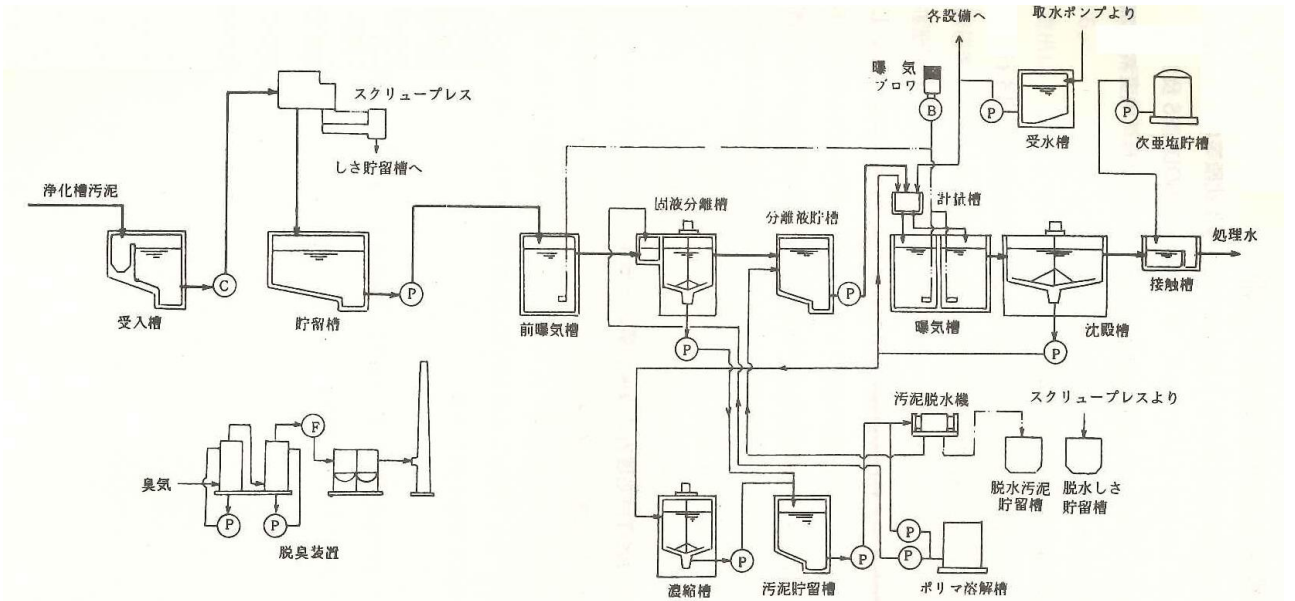 各設備へ
取水ポンプより
曝気
ブロワ
B
P
受水槽
P
次亜塩貯槽
スクリュープレス
しさ貯留槽へ
浄化槽汚泥
C
受入槽
P
貯留槽
前曝気槽
固液分離槽
P
分離液貯槽
P
計量槽
曝気槽
沈殿槽
P
接触槽
処理水
臭気
P
P
F
脱臭装置
濃縮槽
P
汚泥貯留槽
P
汚泥脱水機
スクリュープレスより
脱水汚泥
貯留槽
脱水しさ
貯留槽
P
P
ポリマ溶解槽